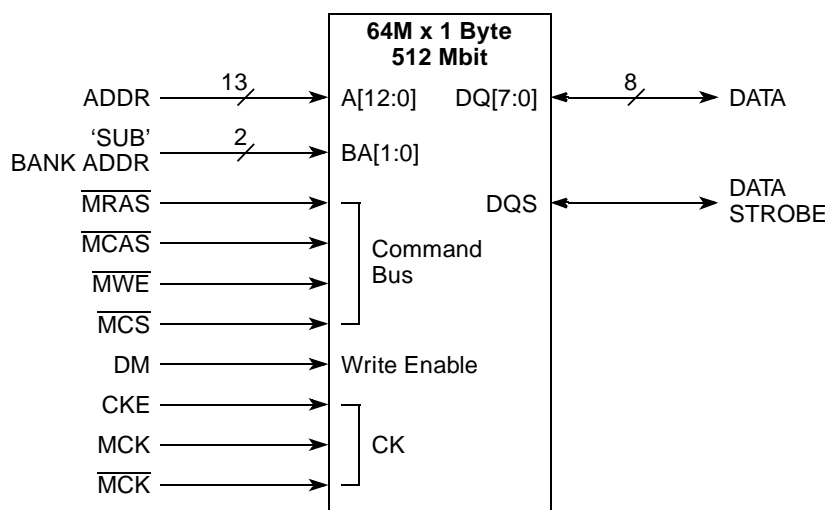 64M x 1 Byte
512 Mbit
ADDR 13 A[12:0] DQ[7:0] 8 DATA
‘SUB’
BANK ADDR 2 BA[1:0]
MRAS DQS DATA
STROBE
MCAS Command
Bus
MWE
MCS
DM Write Enable
CKE
MCK CK
MCK